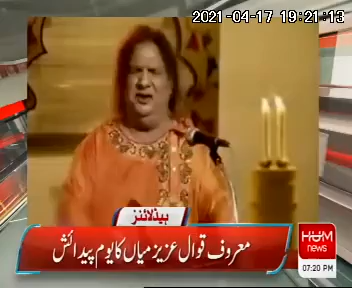 2021-04-17 19:21:13
ہیڈلائنز
معروف قوال عزیز میاں کا یوم پیدائش
HUM
news
07:20 PM